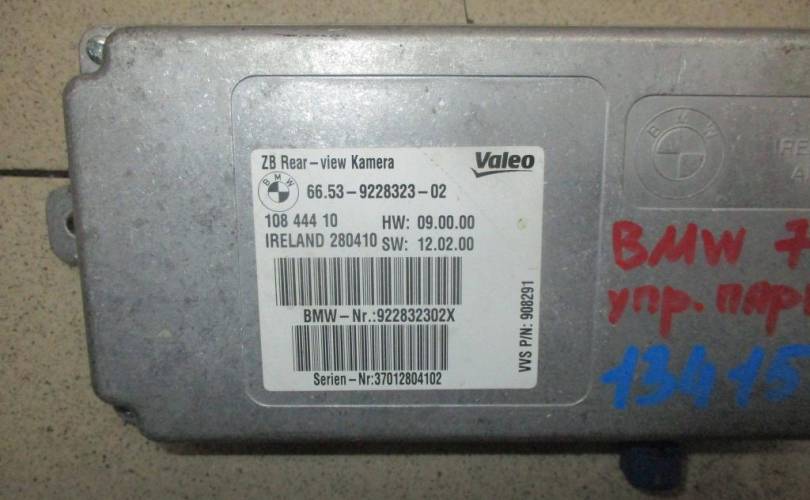 ZB Rear-view Kamera
Valeo
BMW
66.53-9228323-02
108 444 10 HW: 09.00.00
IRELAND 280410 SW: 12.02.00
BMW-Nr.:922832302X
Serien-Nr:37012804102
VVS P/N: 908291
BMW
BMW 7
упр.
13415